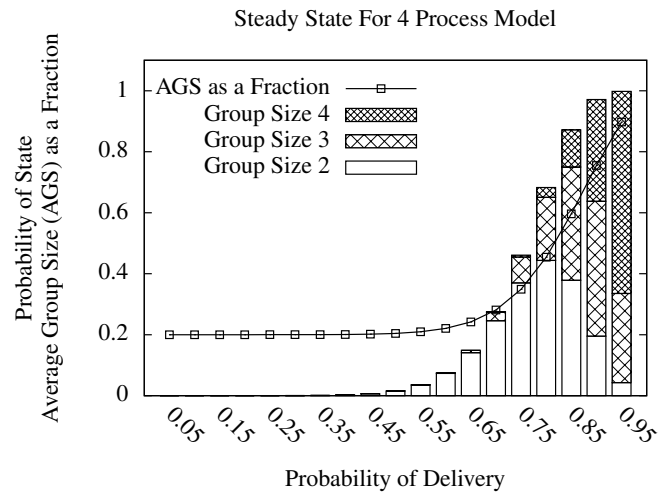 Steady State For 4 Process Model
Probability of State
Average Group Size (AGS) as a Fraction
1
0.8
0.6
0.4
0.2
0
AGS as a Fraction
Group Size 4
Group Size 3
Group Size 2
0.05
0.15
0.25
0.35
0.45
0.55
0.65
0.75
0.85
0.95
Probability of Delivery